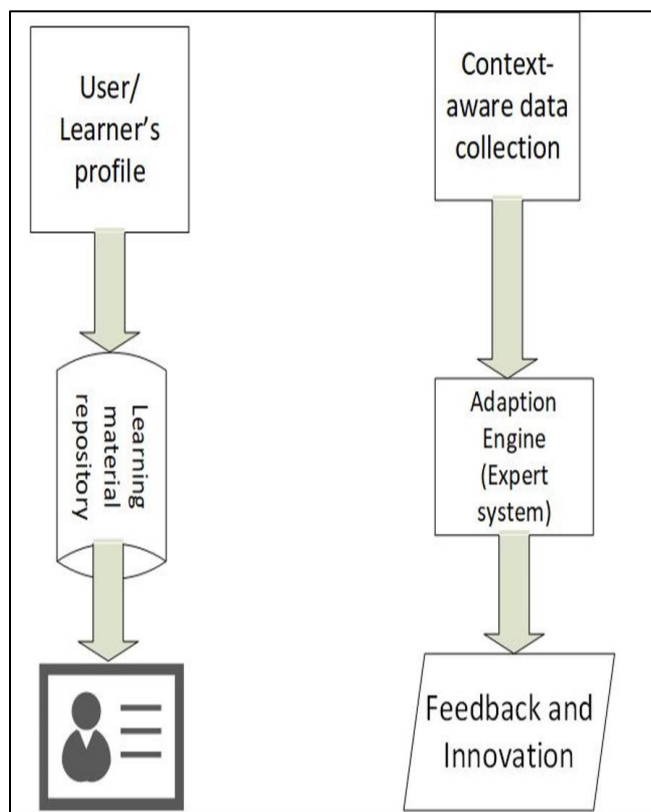 User/
Learner's
profile
Learning
material
repository
Context-
aware data
collection
Adaption
Engine
(Expert
system)
Feedback and
Innovation